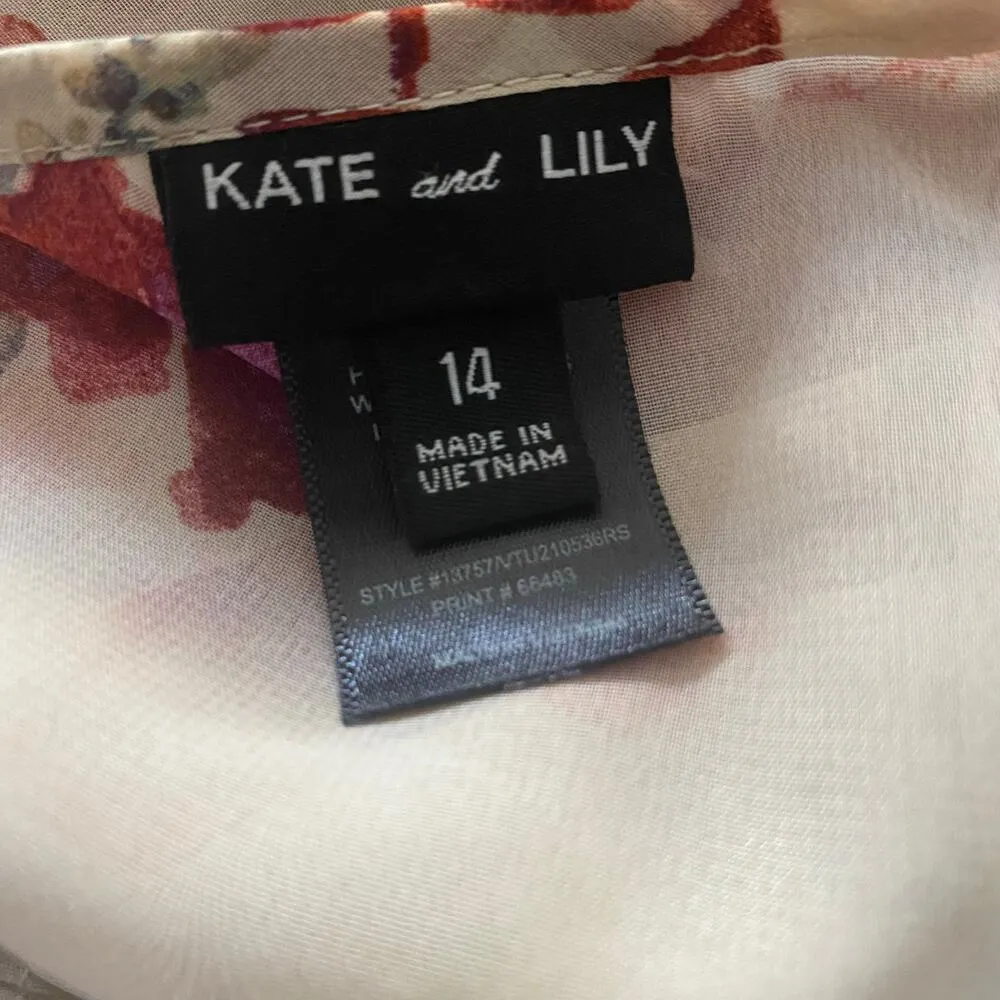 KATE and LILY
14
MADE IN
VIETNAM
STYLE #13757/VTU210536RS
PRINT # 66483